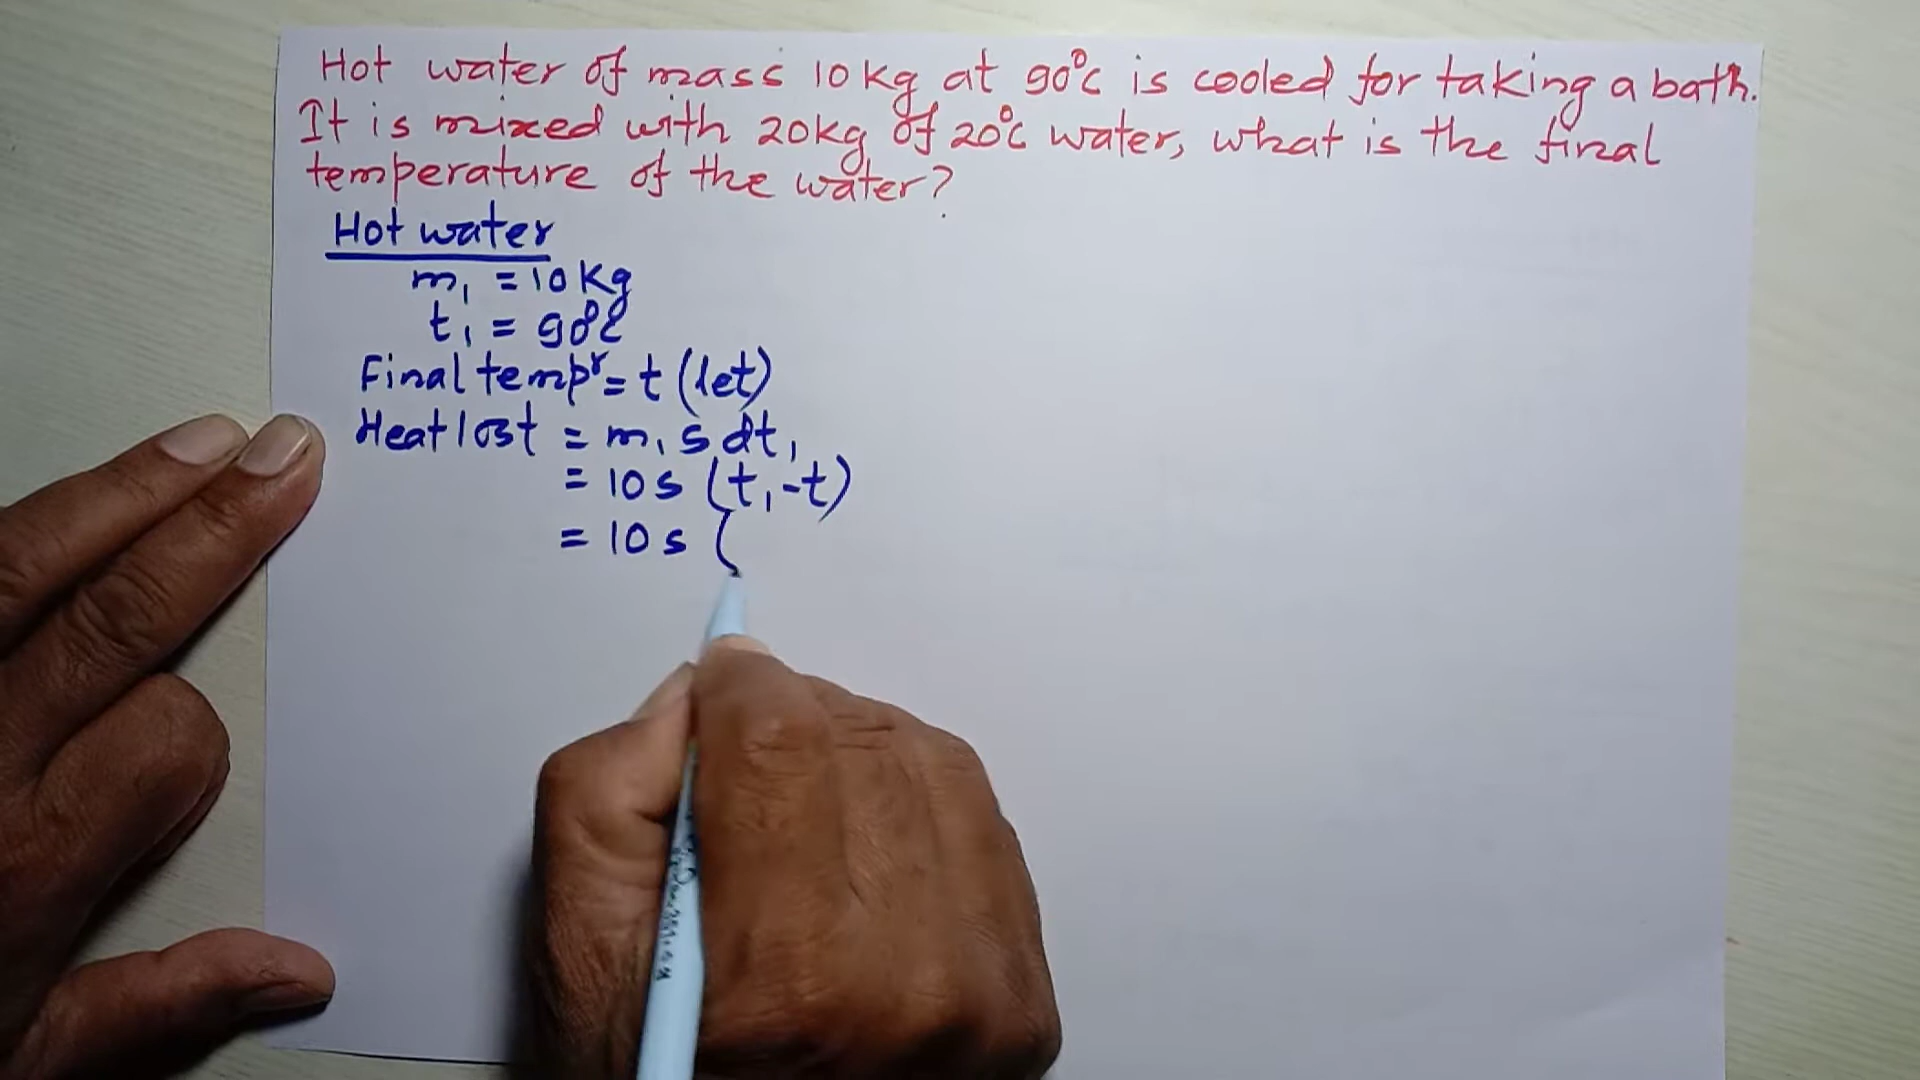 Hot water of mass 10 kg at 90°C is cooled for taking a bath.
It is mixed with 20kg of 20°C water, what is the final
temperature of the water?
Hot water
m₁ = 10 Kg
t₁ = 90°C
Final tempʳ = t (let)
Heat lost = m₁ s dt₁
= 10 s (t₁-t)
= 10 s (